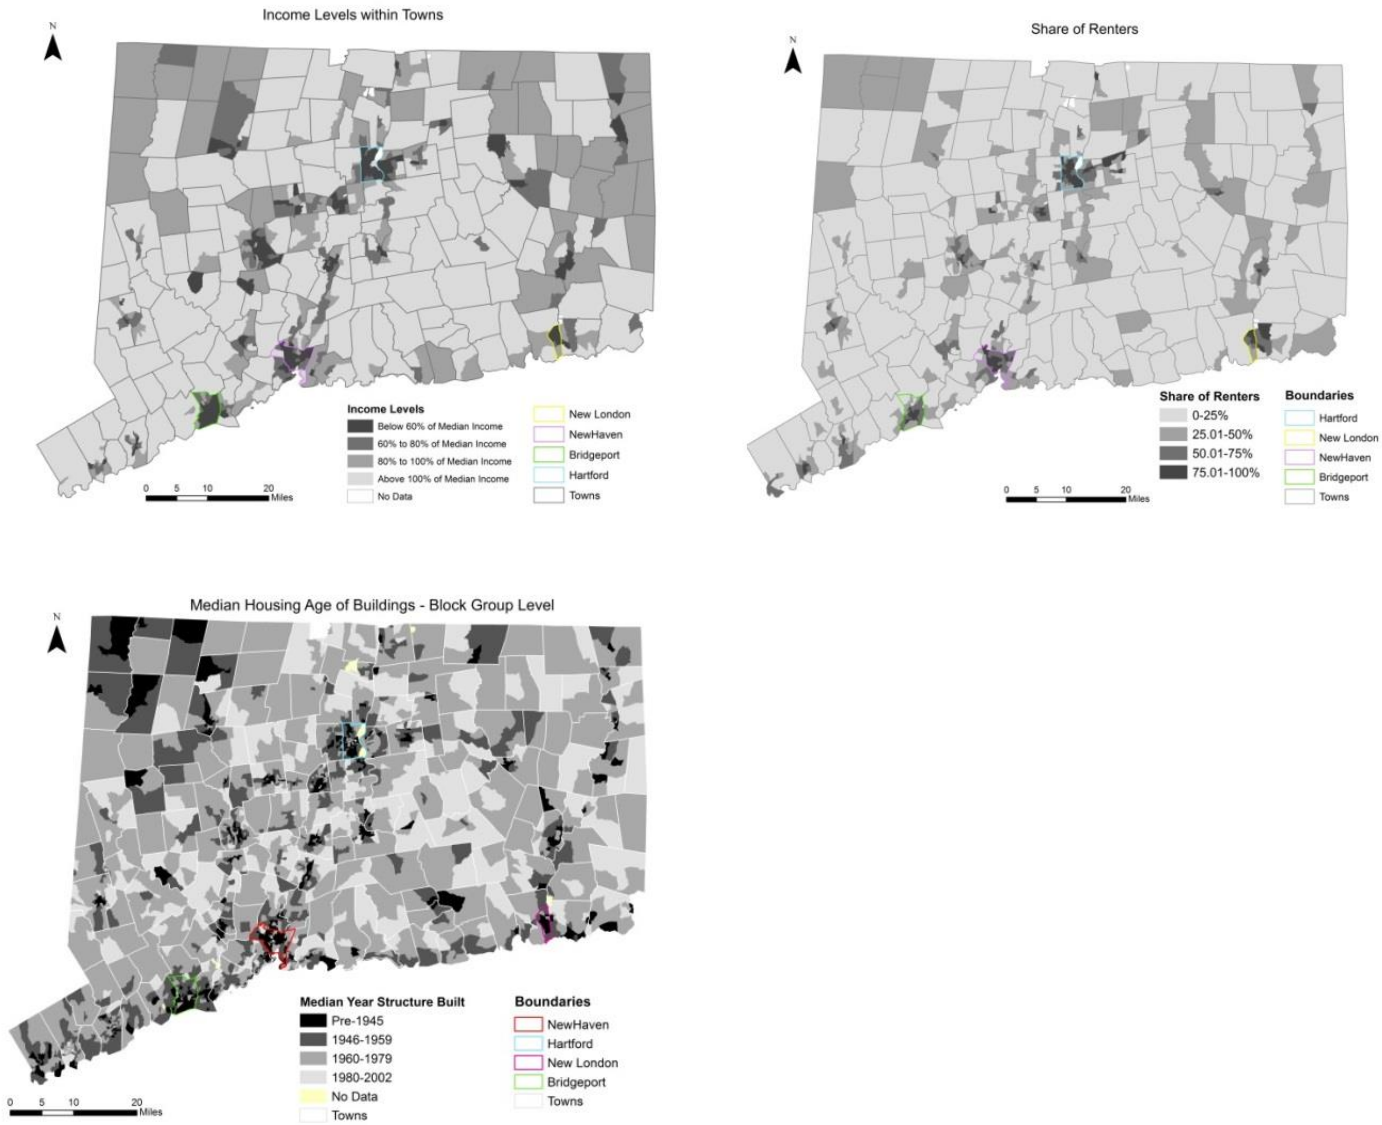 Income Levels within Towns
N
Income Levels
Below 60% of Median Income
60% to 80% of Median Income
80% to 100% of Median Income
Above 100% of Median Income
No Data
New London
NewHaven
Bridgeport
Hartford
Towns
0 5 10 20
Miles
Share of Renters
N
Share of Renters
0-25%
25.01-50%
50.01-75%
75.01-100%
Boundaries
Hartford
New London
NewHaven
Bridgeport
Towns
0 5 10 20
Miles
Median Housing Age of Buildings - Block Group Level
N
Median Year Structure Built
Pre-1945
1946-1959
1960-1979
1980-2002
No Data
Towns
Boundaries
NewHaven
Hartford
New London
Bridgeport
Towns
0 5 10 20
Miles